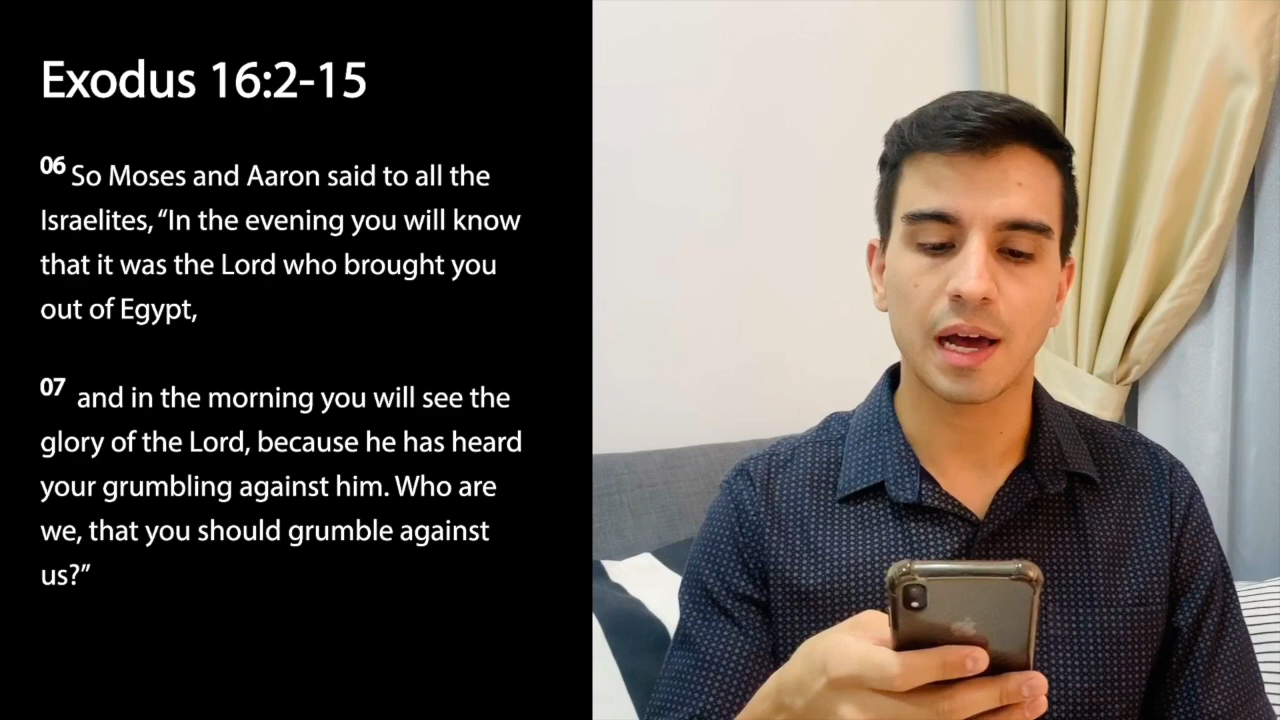 Exodus 16:2-15
06 So Moses and Aaron said to all the
Israelites, “In the evening you will know
that it was the Lord who brought you
out of Egypt,
07 and in the morning you will see the
glory of the Lord, because he has heard
your grumbling against him. Who are
we, that you should grumble against
us?”